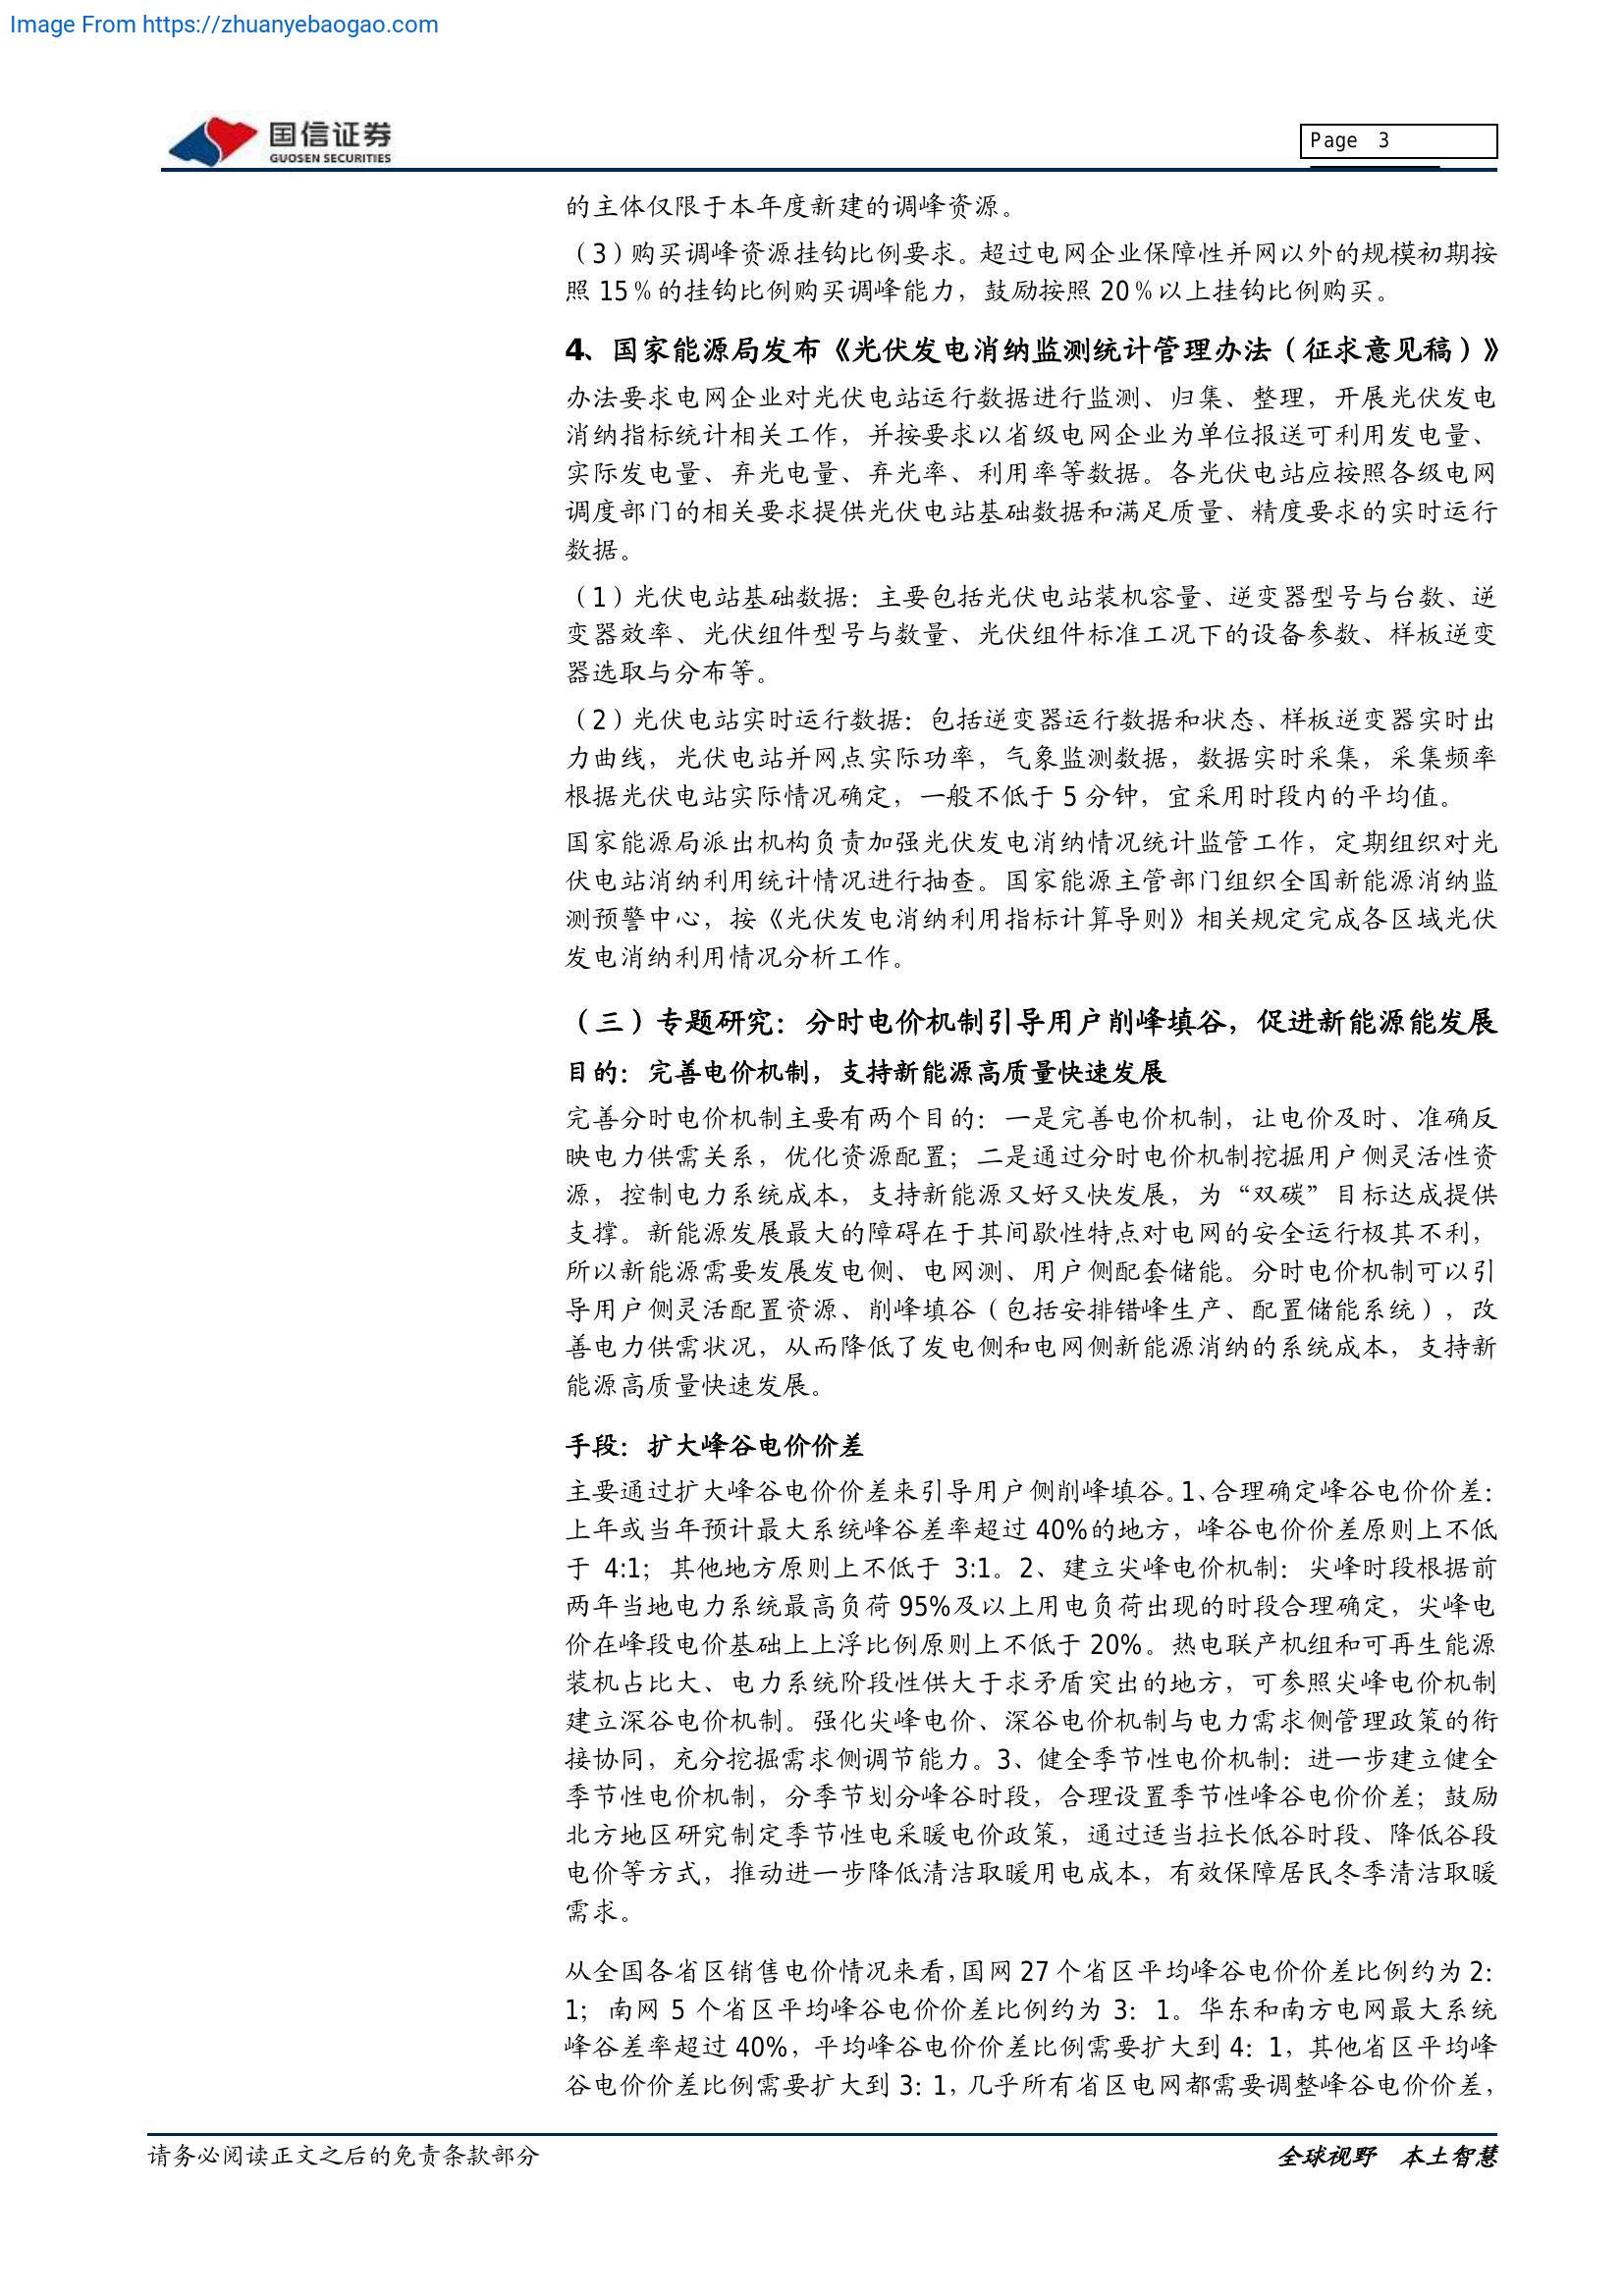 Image From https://zhuanyebaogao.com
国信证券
GUOSEN SECURITIES
Page 3
的主体仅限于本年度新建的调峰资源。
（3）购买调峰资源挂钩比例要求。超过电网企业保障性并网以外的规模初期按
照 15％的挂钩比例购买调峰能力，鼓励按照 20％以上挂钩比例购买。
4、国家能源局发布《光伏发电消纳监测统计管理办法（征求意见稿）》
办法要求电网企业对光伏电站运行数据进行监测、归集、整理，开展光伏发电
消纳指标统计相关工作，并按要求以省级电网企业为单位报送可利用发电量、
实际发电量、弃光电量、弃光率、利用率等数据。各光伏电站应按照各级电网
调度部门的相关要求提供光伏电站基础数据和满足质量、精度要求的实时运行
数据。
（1）光伏电站基础数据：主要包括光伏电站装机容量、逆变器型号与台数、逆
变器效率、光伏组件型号与数量、光伏组件标准工况下的设备参数、样板逆变
器选取与分布等。
（2）光伏电站实时运行数据：包括逆变器运行数据和状态、样板逆变器实时出
力曲线，光伏电站并网点实际功率，气象监测数据，数据实时采集，采集频率
根据光伏电站实际情况确定，一般不低于 5 分钟，宜采用时段内的平均值。
国家能源局派出机构负责加强光伏发电消纳情况统计监管工作，定期组织对光
伏电站消纳利用统计情况进行抽查。国家能源主管部门组织全国新能源消纳监
测预警中心，按《光伏发电消纳利用指标计算导则》相关规定完成各区域光伏
发电消纳利用情况分析工作。
（三）专题研究：分时电价机制引导用户削峰填谷，促进新能源能发展
目的：完善电价机制，支持新能源高质量快速发展
完善分时电价机制主要有两个目的：一是完善电价机制，让电价及时、准确反
映电力供需关系，优化资源配置；二是通过分时电价机制挖掘用户侧灵活性资
源，控制电力系统成本，支持新能源又好又快发展，为“双碳”目标达成提供
支撑。新能源发展最大的障碍在于其间歇性特点对电网的安全运行极其不利，
所以新能源需要发展发电侧、电网测、用户侧配套储能。分时电价机制可以引
导用户侧灵活配置资源、削峰填谷（包括安排错峰生产、配置储能系统），改
善电力供需状况，从而降低了发电侧和电网侧新能源消纳的系统成本，支持新
能源高质量快速发展。
手段：扩大峰谷电价价差
主要通过扩大峰谷电价价差来引导用户侧削峰填谷。1、合理确定峰谷电价价差：
上年或当年预计最大系统峰谷差率超过 40%的地方，峰谷电价价差原则上不低
于 4:1；其他地方原则上不低于 3:1。2、建立尖峰电价机制：尖峰时段根据前
两年当地电力系统最高负荷 95%及以上用电负荷出现的时段合理确定，尖峰电
价在峰段电价基础上上浮比例原则上不低于 20%。热电联产机组和可再生能源
装机占比大、电力系统阶段性供大于求矛盾突出的地方，可参照尖峰电价机制
建立深谷电价机制。强化尖峰电价、深谷电价机制与电力需求侧管理政策的衔
接协同，充分挖掘需求侧调节能力。3、健全季节性电价机制：进一步建立健全
季节性电价机制，分季节划分峰谷时段，合理设置季节性峰谷电价价差；鼓励
北方地区研究制定季节性电采暖电价政策，通过适当拉长低谷时段、降低谷段
电价等方式，推动进一步降低清洁取暖用电成本，有效保障居民冬季清洁取暖
需求。
从全国各省区销售电价情况来看，国网 27 个省区平均峰谷电价价差比例约为 2：
1；南网 5 个省区平均峰谷电价价差比例约为 3：1。华东和南方电网最大系统
峰谷差率超过 40%，平均峰谷电价价差比例需要扩大到 4：1，其他省区平均峰
谷电价价差比例需要扩大到 3：1，几乎所有省区电网都需要调整峰谷电价价差，
请务必阅读正文之后的免责条款部分
全球视野 本土智慧